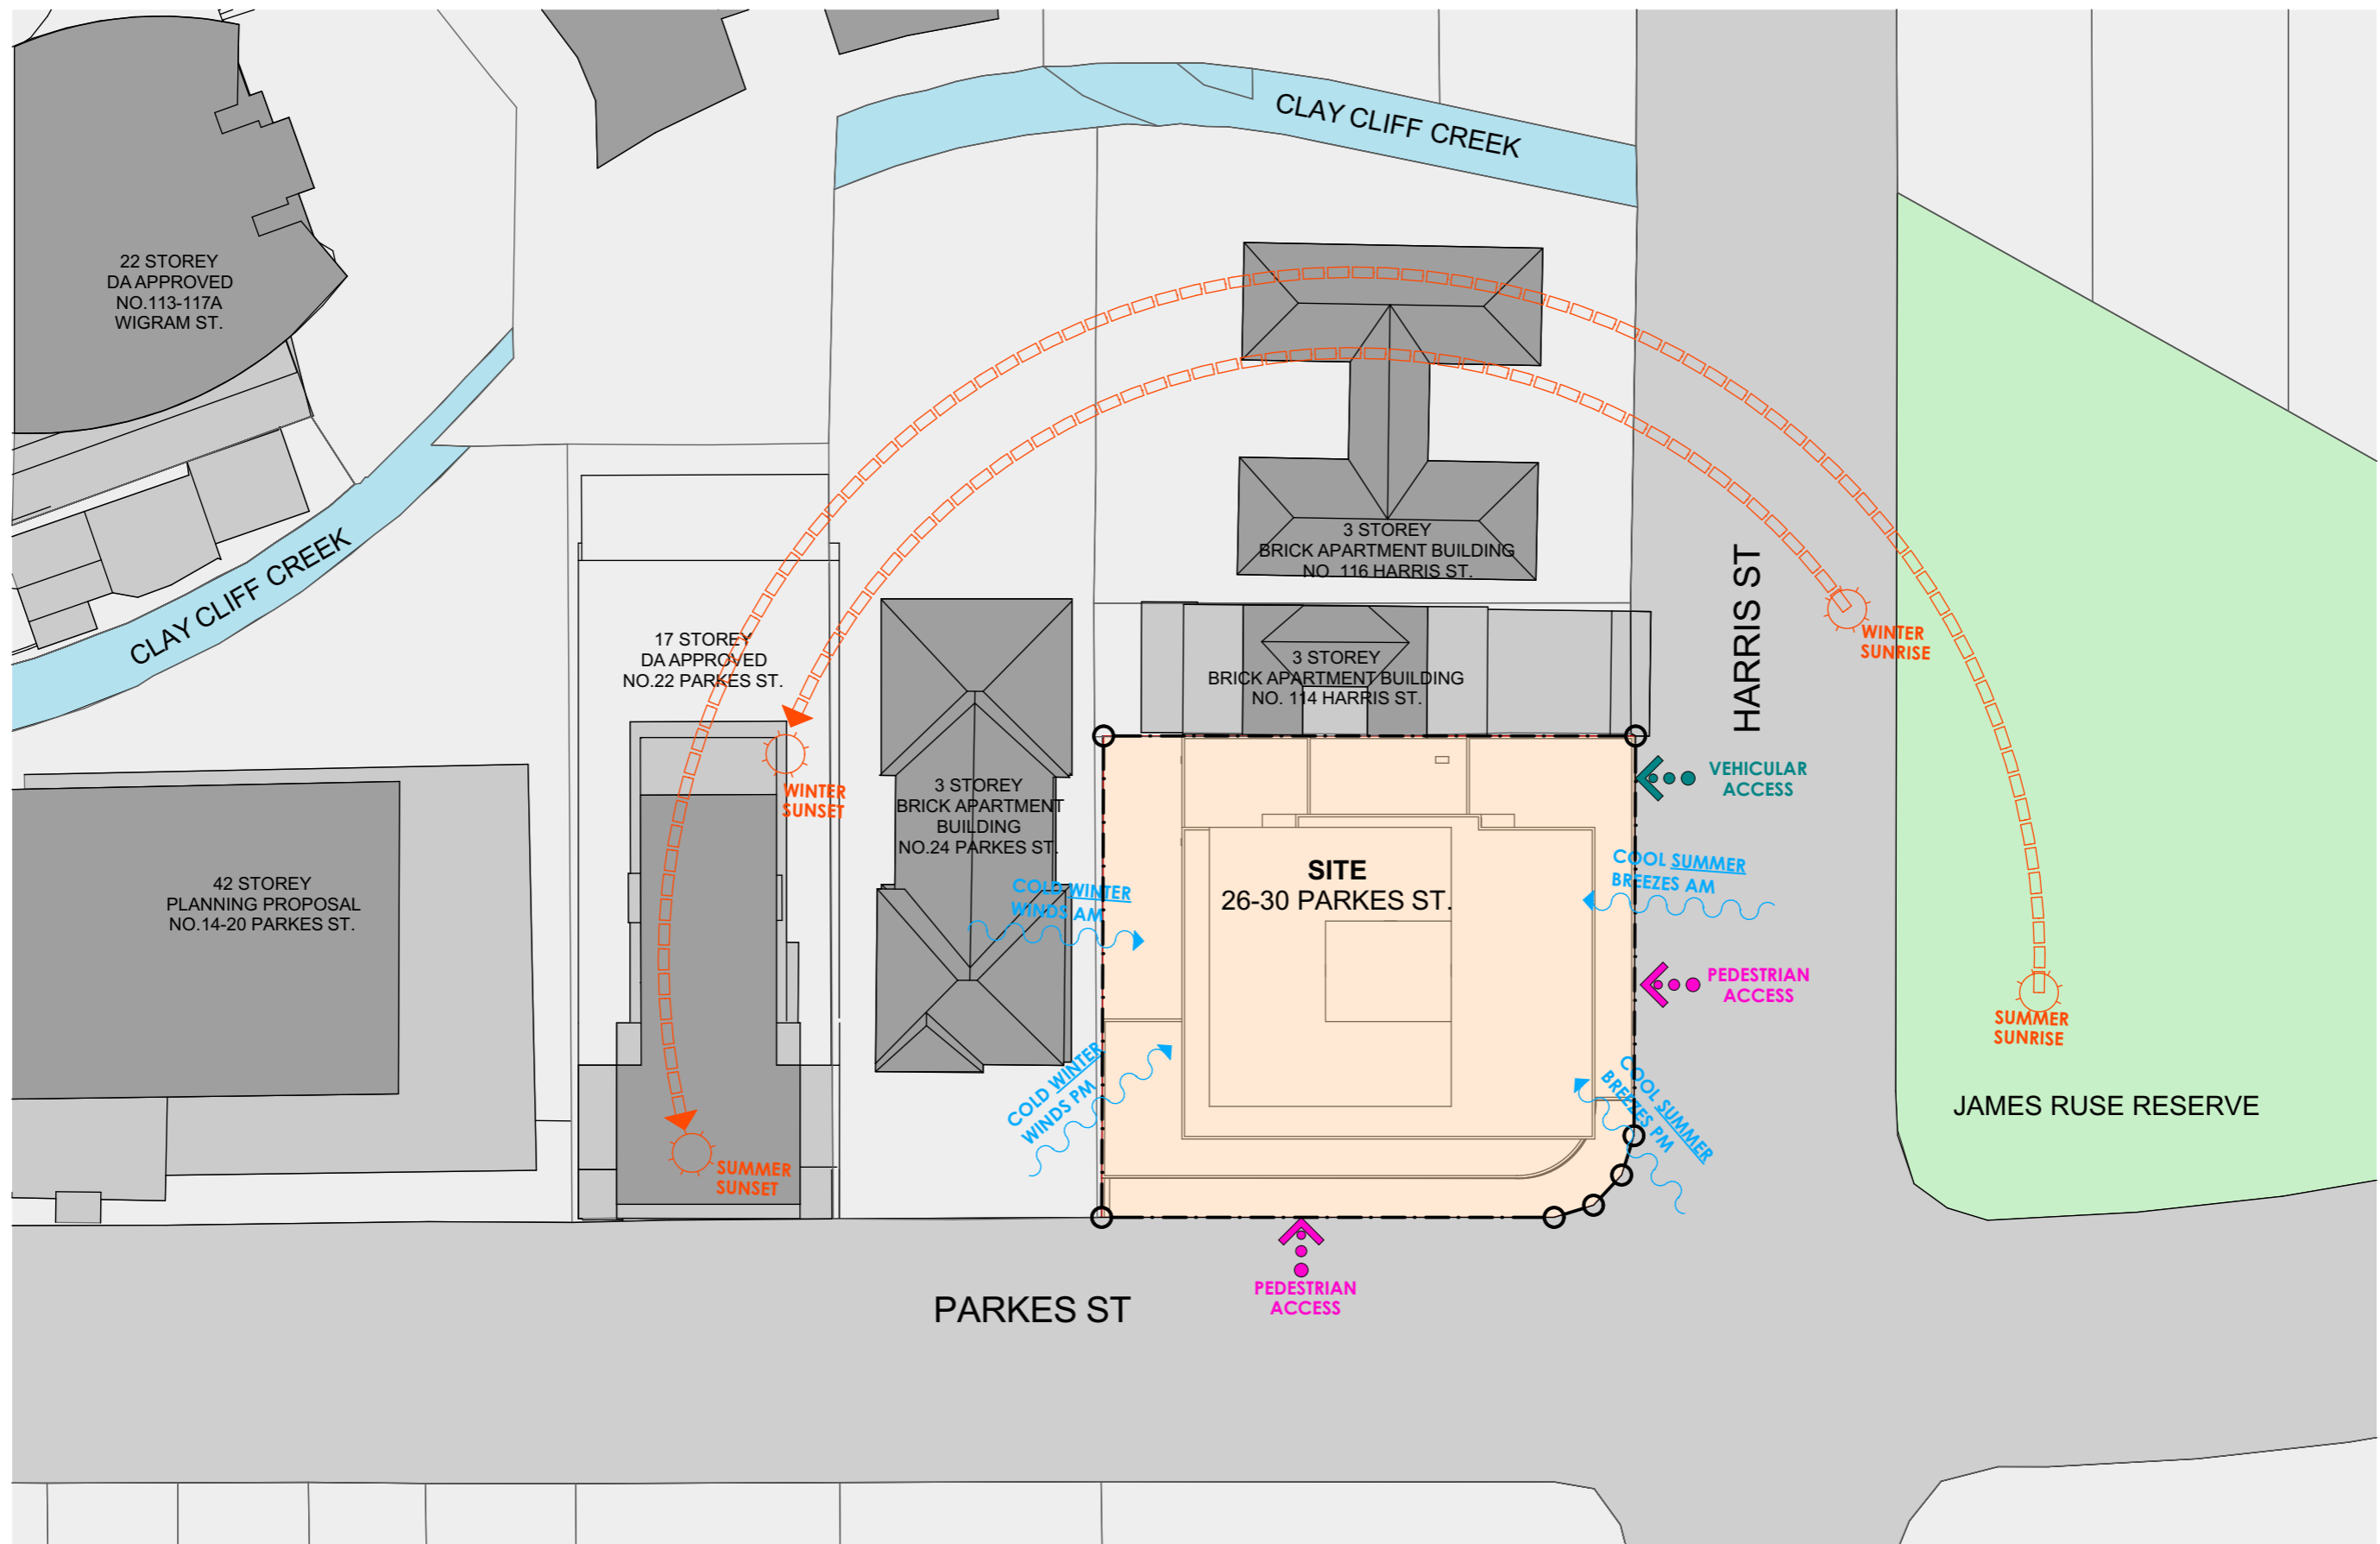 CLAY CLIFF CREEK
22 STOREY
DA APPROVED
NO.113-117A
WIGRAM ST.
CLAY CLIFF CREEK
3 STOREY
BRICK APARTMENT BUILDING
NO. 116 HARRIS ST.
HARRIS ST
WINTER
SUNRISE
17 STOREY
DA APPROVED
NO.22 PARKES ST.
3 STOREY
BRICK APARTMENT BUILDING
NO. 114 HARRIS ST.
WINTER
SUNSET
3 STOREY
BRICK APARTMENT
BUILDING
NO.24 PARKES ST.
VEHICULAR
ACCESS
42 STOREY
PLANNING PROPOSAL
NO.14-20 PARKES ST.
COLD WINTER
WINDS AM
SITE
26-30 PARKES ST.
COOL SUMMER
BREEZES AM
PEDESTRIAN
ACCESS
SUMMER
SUNRISE
COLD WINTER
WINDS PM
COOL SUMMER
BREEZES PM
JAMES RUSE RESERVE
SUMMER
SUNSET
PEDESTRIAN
ACCESS
PARKES ST